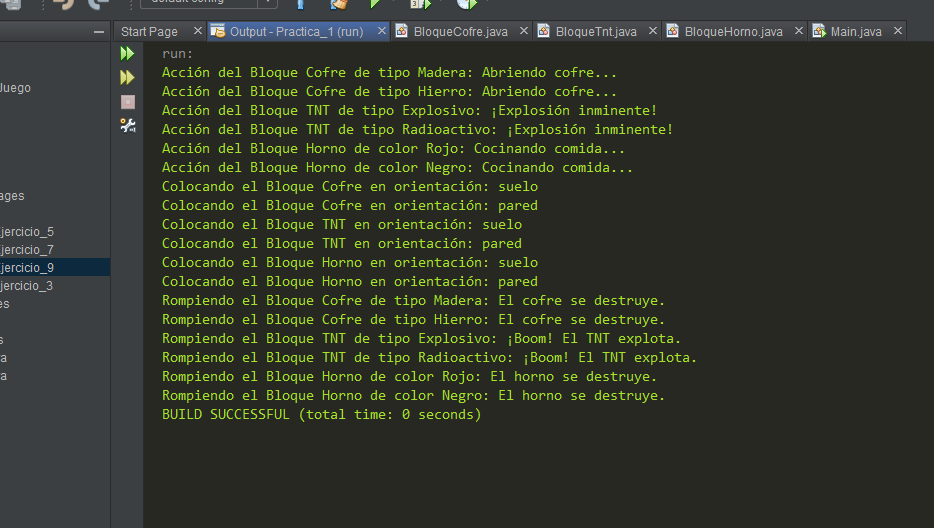 default config
Start Page
Output - Practica_1 (run)
BloqueCofre.java
BloqueTnt.java
BloqueHorno.java
Main.java
Juego
ages
jercicio_5
jercicio_7
jercicio_9
jercicio_3
es
s
ra
ra
run:
Acción del Bloque Cofre de tipo Madera: Abriendo cofre...
Acción del Bloque Cofre de tipo Hierro: Abriendo cofre...
Acción del Bloque TNT de tipo Explosivo: ¡Explosión inminente!
Acción del Bloque TNT de tipo Radioactivo: ¡Explosión inminente!
Acción del Bloque Horno de color Rojo: Cocinando comida...
Acción del Bloque Horno de color Negro: Cocinando comida...
Colocando el Bloque Cofre en orientación: suelo
Colocando el Bloque Cofre en orientación: pared
Colocando el Bloque TNT en orientación: suelo
Colocando el Bloque TNT en orientación: pared
Colocando el Bloque Horno en orientación: suelo
Colocando el Bloque Horno en orientación: pared
Rompiendo el Bloque Cofre de tipo Madera: El cofre se destruye.
Rompiendo el Bloque Cofre de tipo Hierro: El cofre se destruye.
Rompiendo el Bloque TNT de tipo Explosivo: ¡Boom! El TNT explota.
Rompiendo el Bloque TNT de tipo Radioactivo: ¡Boom! El TNT explota.
Rompiendo el Bloque Horno de color Rojo: El horno se destruye.
Rompiendo el Bloque Horno de color Negro: El horno se destruye.
BUILD SUCCESSFUL (total time: 0 seconds)